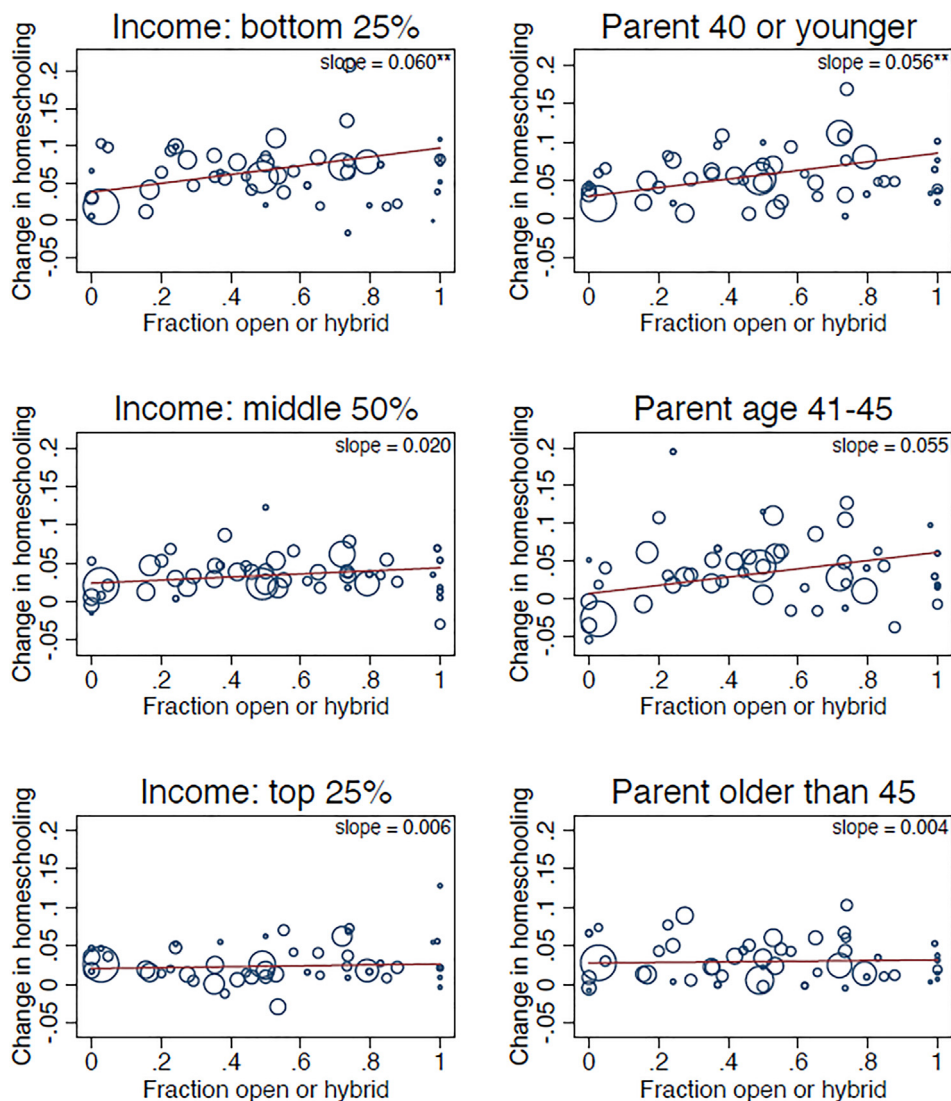 Income: bottom 25%
slope = 0.060**
Change in homeschooling
-.05 0 .05 .1 .15 .2
0 .2 .4 .6 .8 1
Fraction open or hybrid
Parent 40 or younger
slope = 0.056**
Change in homeschooling
-.05 0 .05 .1 .15 .2
0 .2 .4 .6 .8 1
Fraction open or hybrid
Income: middle 50%
slope = 0.020
Change in homeschooling
-.05 0 .05 .1 .15 .2
0 .2 .4 .6 .8 1
Fraction open or hybrid
Parent age 41-45
slope = 0.055
Change in homeschooling
-.05 0 .05 .1 .15 .2
0 .2 .4 .6 .8 1
Fraction open or hybrid
Income: top 25%
slope = 0.006
Change in homeschooling
-.05 0 .05 .1 .15 .2
0 .2 .4 .6 .8 1
Fraction open or hybrid
Parent older than 45
slope = 0.004
Change in homeschooling
-.05 0 .05 .1 .15 .2
0 .2 .4 .6 .8 1
Fraction open or hybrid